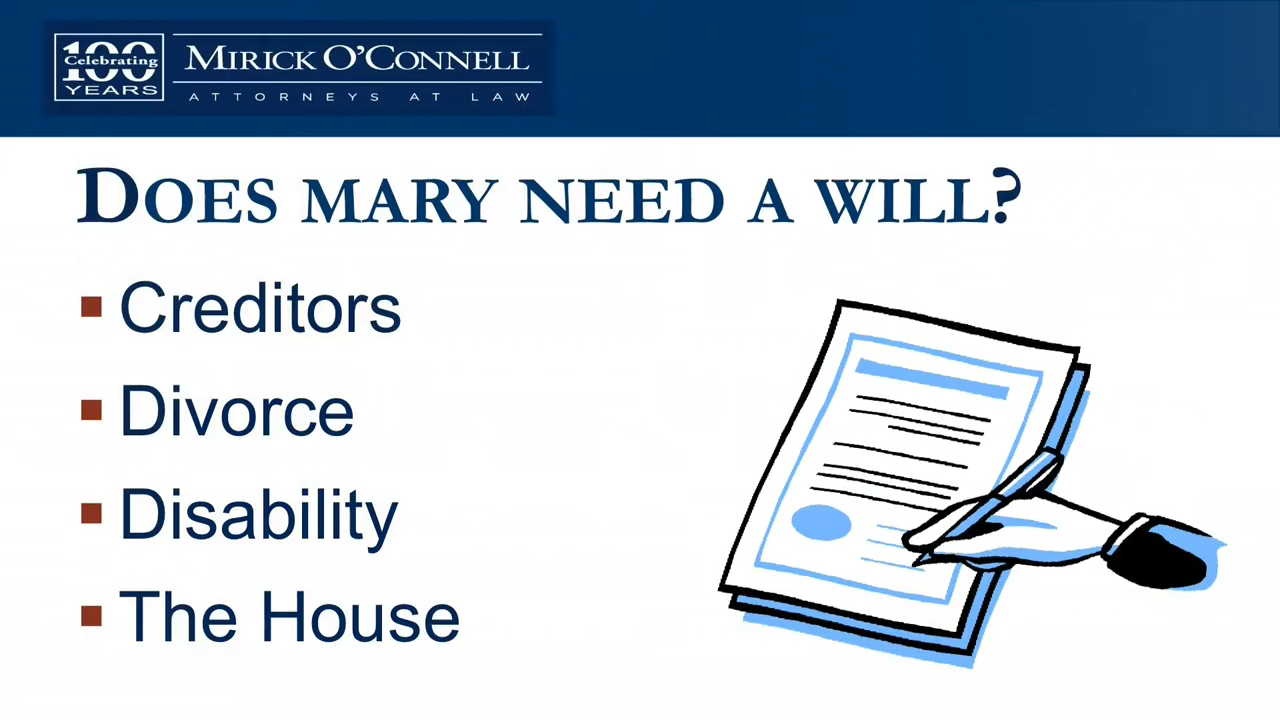 Celebrating
100
YEARS
MIRICK O'CONNELL
ATTORNEYS AT LAW
DOES MARY NEED A WILL?
▪ Creditors
▪ Divorce
▪ Disability
▪ The House